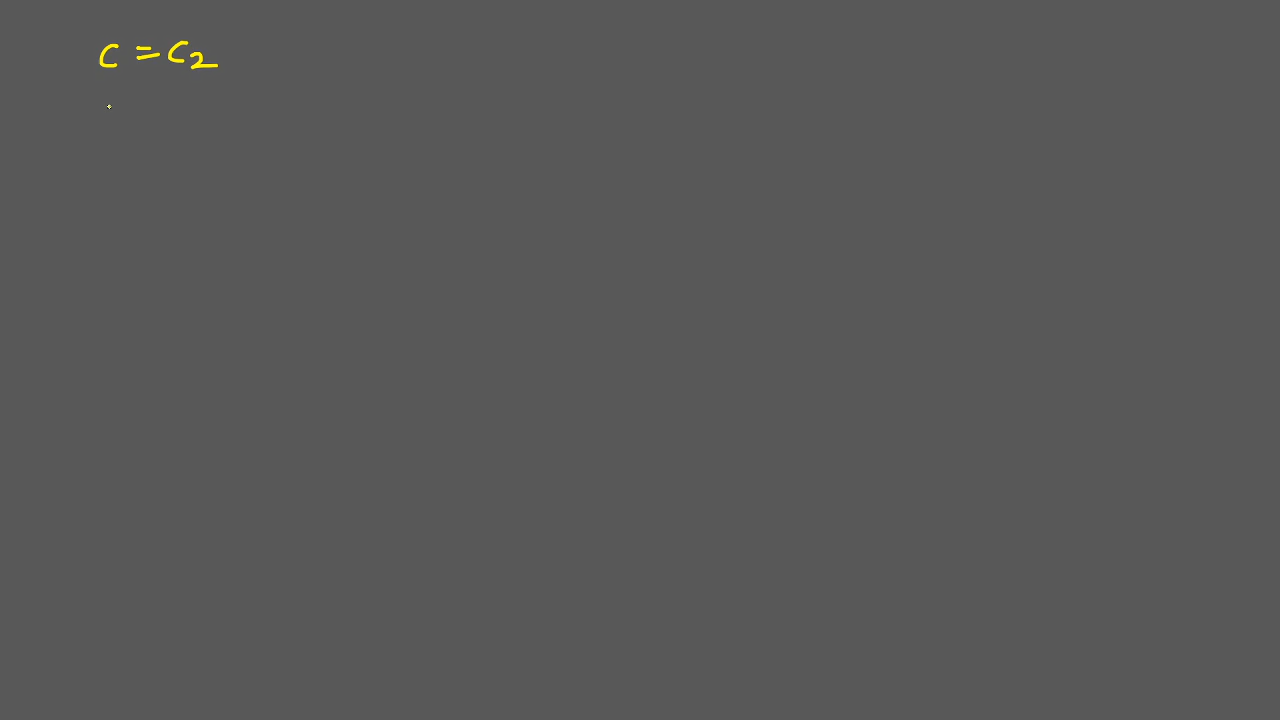 c = c₂